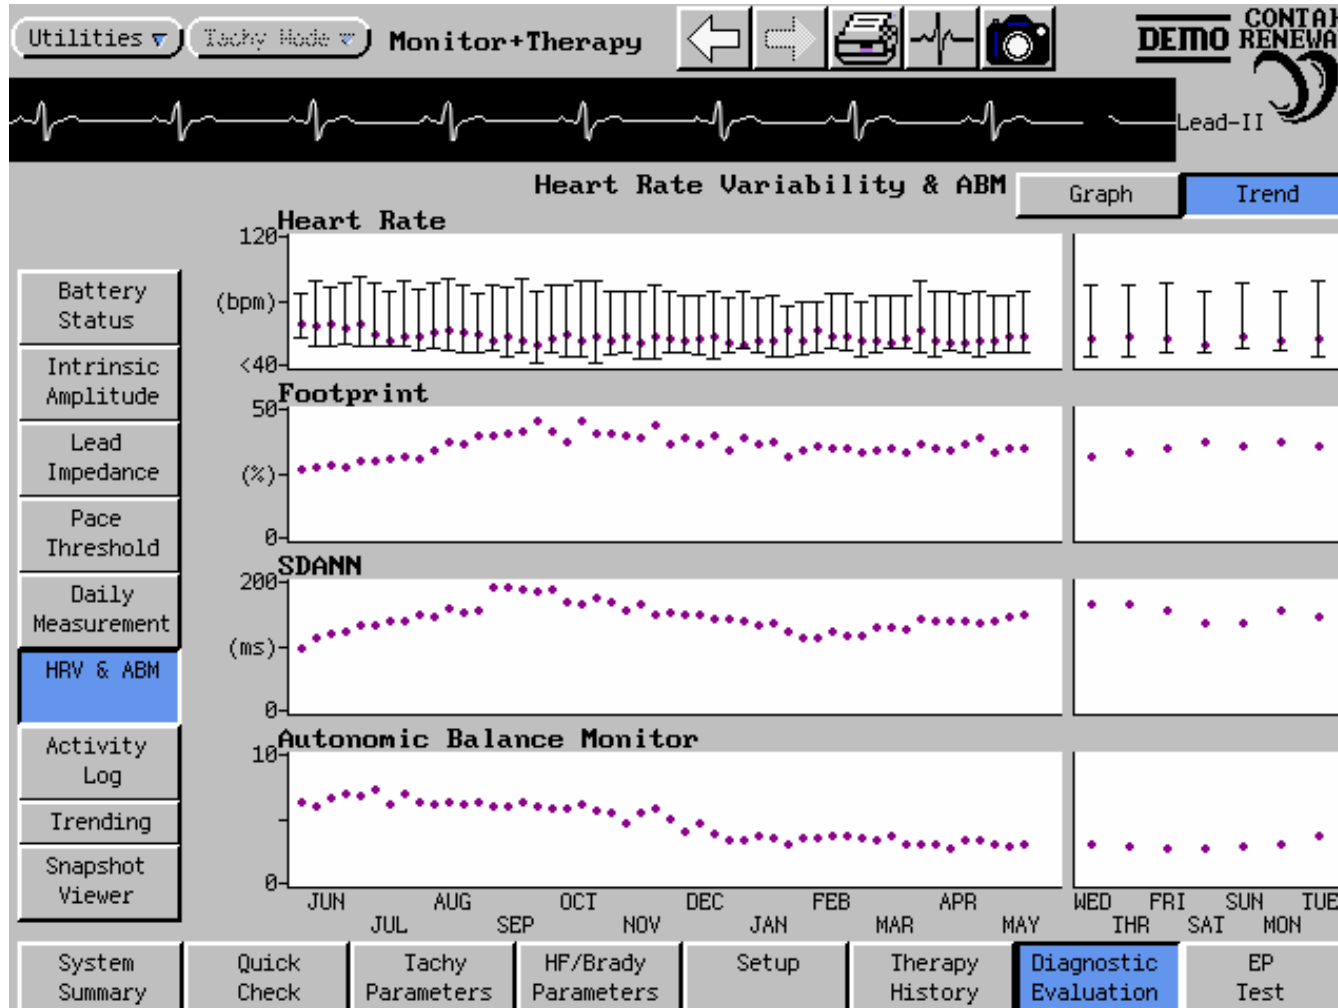 Utilities
Tachy Mode
Monitor+Therapy
DEMO
CONTAK
RENEWAL
Lead-II
Heart Rate Variability & ABM
Graph
Trend
Heart Rate
120
(bpm)
<40
Footprint
50
(%)
0
SDANN
200
(ms)
0
Autonomic Balance Monitor
10
0
JUN AUG OCT DEC FEB APR WED FRI SUN TUE
JUL SEP NOV JAN MAR MAY THR SAT MON
Battery
Status
Intrinsic
Amplitude
Lead
Impedance
Pace
Threshold
Daily
Measurement
HRV & ABM
Activity
Log
Trending
Snapshot
Viewer
System
Summary
Quick
Check
Tachy
Parameters
HF/Brady
Parameters
Setup
Therapy
History
Diagnostic
Evaluation
EP
Test